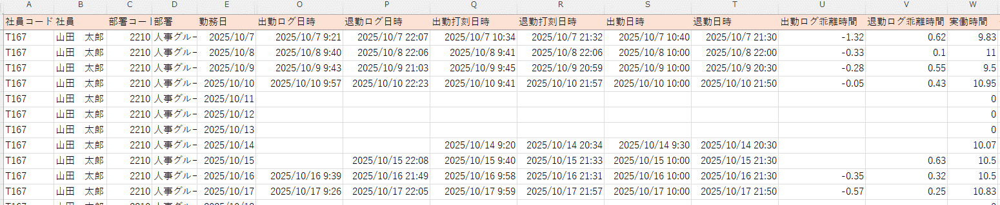 A B C D E O P Q R S T U V W
社員コード 社員 部署コー 部署 勤務日 出勤ログ日時 退勤ログ日時 出勤打刻日時 退勤打刻日時 出勤日時 退勤日時 出勤ログ乖離時間 退勤ログ乖離時間 実働時間
T167 山田 太郎 2210 人事グルー 2025/10/7 2025/10/7 9:21 2025/10/7 22:07 2025/10/7 10:34 2025/10/7 21:32 2025/10/7 10:40 2025/10/7 21:30 -1.32 0.62 9.83
T167 山田 太郎 2210 人事グルー 2025/10/8 2025/10/8 9:40 2025/10/8 22:06 2025/10/8 9:41 2025/10/8 22:06 2025/10/8 10:00 2025/10/8 22:00 -0.33 0.1 11
T167 山田 太郎 2210 人事グルー 2025/10/9 2025/10/9 9:43 2025/10/9 21:03 2025/10/9 9:45 2025/10/9 20:59 2025/10/9 10:00 2025/10/9 20:30 -0.28 0.55 9.5
T167 山田 太郎 2210 人事グルー 2025/10/10 2025/10/10 9:57 2025/10/10 22:23 2025/10/10 9:41 2025/10/10 21:57 2025/10/10 10:00 2025/10/10 21:50 -0.05 0.43 10.95
T167 山田 太郎 2210 人事グルー 2025/10/11 0
T167 山田 太郎 2210 人事グルー 2025/10/12 0
T167 山田 太郎 2210 人事グルー 2025/10/13 0
T167 山田 太郎 2210 人事グルー 2025/10/14 2025/10/14 9:20 2025/10/14 20:34 2025/10/14 9:30 2025/10/14 20:30 10.07
T167 山田 太郎 2210 人事グルー 2025/10/15 2025/10/15 22:08 2025/10/15 9:40 2025/10/15 21:33 2025/10/15 10:00 2025/10/15 21:30 0.63 10.5
T167 山田 太郎 2210 人事グルー 2025/10/16 2025/10/16 9:39 2025/10/16 21:49 2025/10/16 9:58 2025/10/16 21:31 2025/10/16 10:00 2025/10/16 21:30 -0.35 0.32 10.5
T167 山田 太郎 2210 人事グルー 2025/10/17 2025/10/17 9:26 2025/10/17 22:05 2025/10/17 9:59 2025/10/17 21:57 2025/10/17 10:00 2025/10/17 21:50 -0.57 0.25 10.83